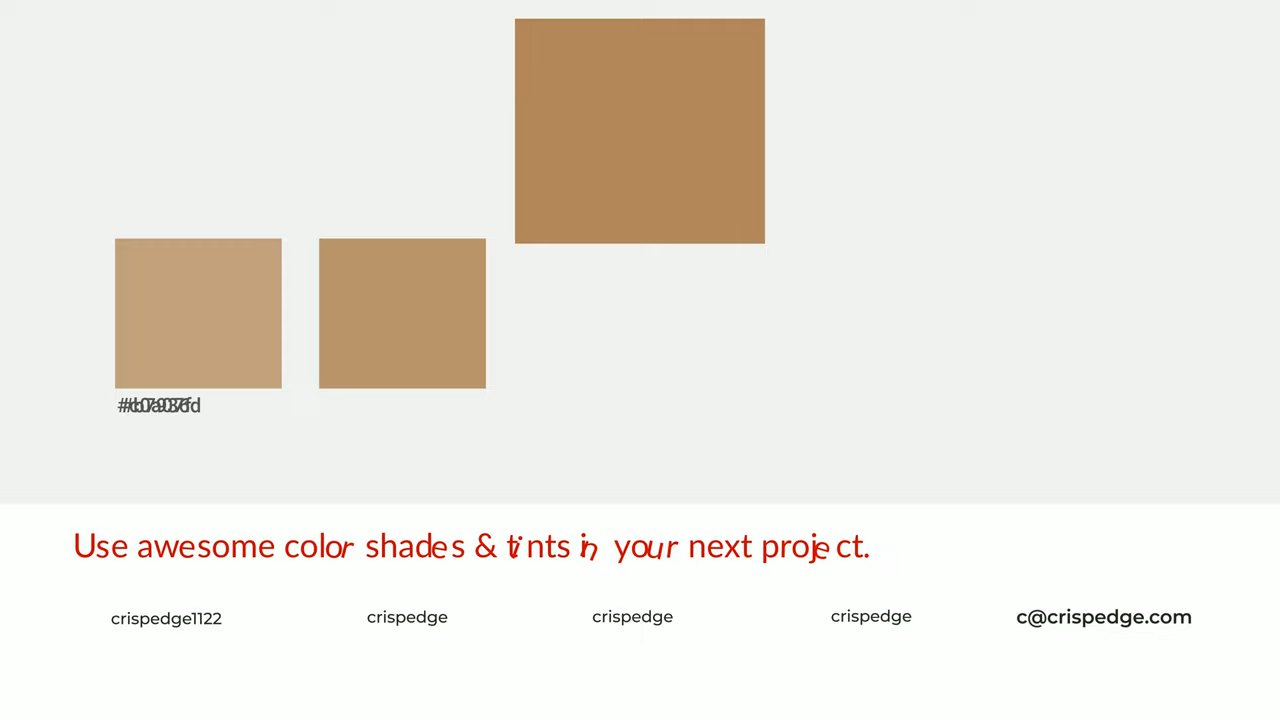 Use awesome color shades & tints in your next project.
crispedge1122 crispedge crispedge crispedge c@crispedge.com